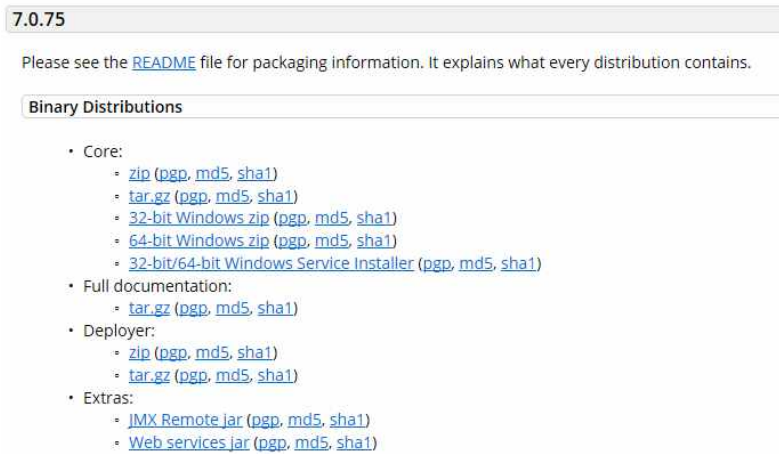 7.0.75
Please see the README file for packaging information. It explains what every distribution contains.
Binary Distributions
• Core:
▪ zip (pgp, md5, sha1)
▪ tar.gz (pgp, md5, sha1)
▪ 32-bit Windows zip (pgp, md5, sha1)
▪ 64-bit Windows zip (pgp, md5, sha1)
▪ 32-bit/64-bit Windows Service Installer (pgp, md5, sha1)
• Full documentation:
▪ tar.gz (pgp, md5, sha1)
• Deployer:
▪ zip (pgp, md5, sha1)
▪ tar.gz (pgp, md5, sha1)
• Extras:
▪ JMX Remote jar (pgp, md5, sha1)
▪ Web services jar (pgp, md5, sha1)